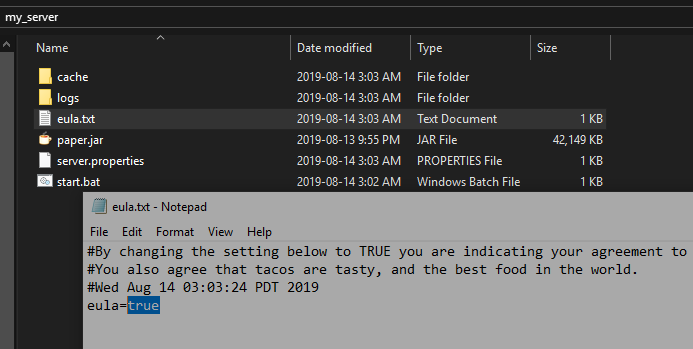 my_server
Name Date modified Type Size
cache 2019-08-14 3:03 AM File folder
logs 2019-08-14 3:03 AM File folder
eula.txt 2019-08-14 3:03 AM Text Document 1 KB
paper.jar 2019-08-13 9:55 PM JAR File 42,149 KB
server.properties 2019-08-14 3:03 AM PROPERTIES File 1 KB
start.bat 2019-08-14 3:02 AM Windows Batch File 1 KB
eula.txt - Notepad
File Edit Format View Help
#By changing the setting below to TRUE you are indicating your agreement to
#You also agree that tacos are tasty, and the best food in the world.
#Wed Aug 14 03:03:24 PDT 2019
eula=true